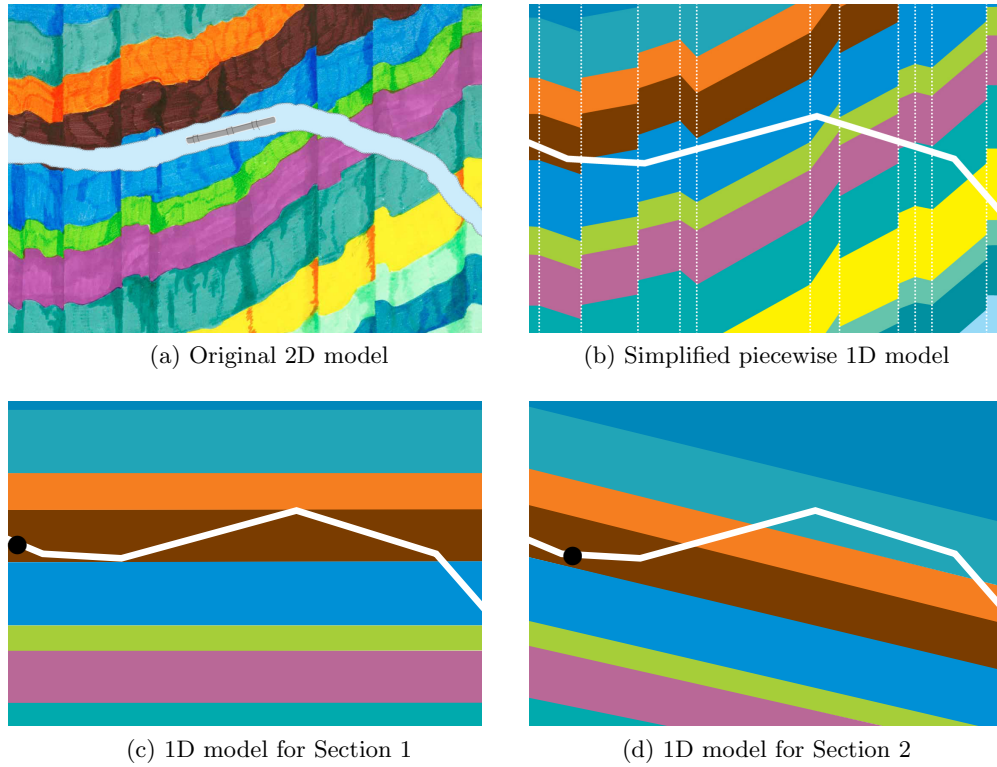 (a) Original 2D model
(b) Simplified piecewise 1D model
(c) 1D model for Section 1
(d) 1D model for Section 2